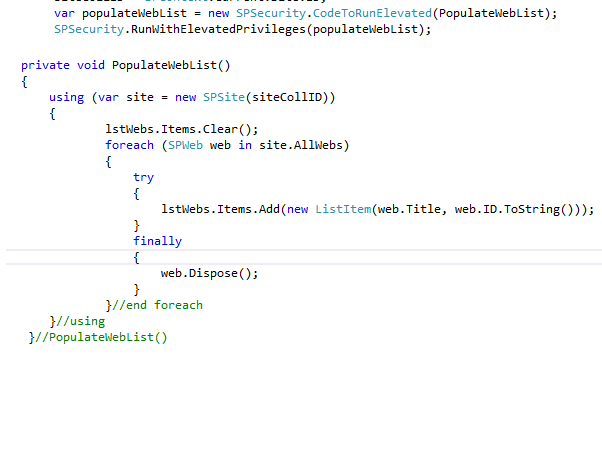 var populateWebList = new SPSecurity.CodeToRunElevated(PopulateWebList);
SPSecurity.RunWithElevatedPrivileges(populateWebList);
private void PopulateWebList()
{
using (var site = new SPSite(siteCollID))
{
lstWebs.Items.Clear();
foreach (SPWeb web in site.AllWebs)
{
try
{
lstWebs.Items.Add(new ListItem(web.Title, web.ID.ToString()));
}
finally
{
web.Dispose();
}
}//end foreach
}//using
}//PopulateWebList()